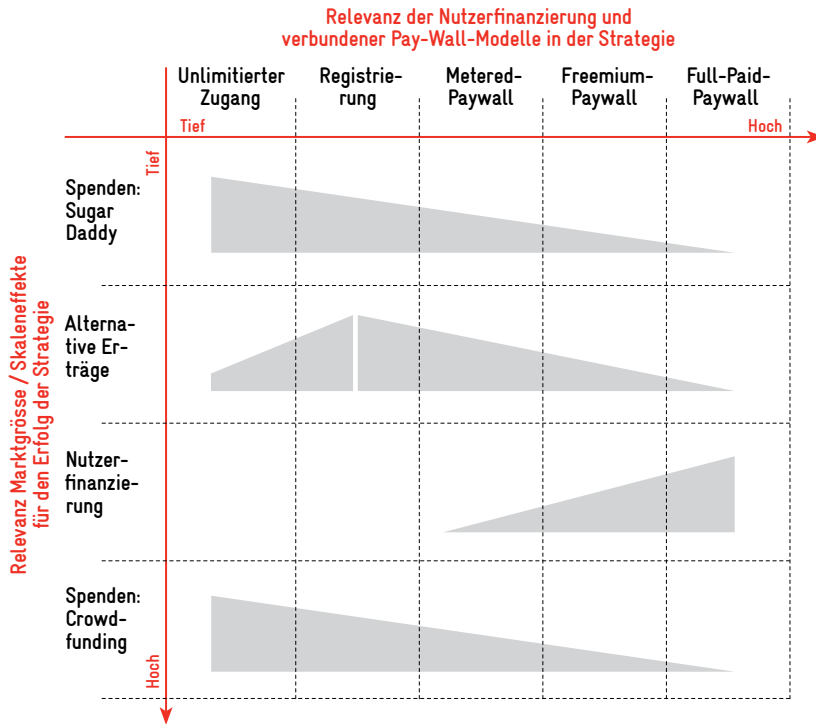 Relevanz der Nutzerfinanzierung und
verbundener Pay-Wall-Modelle in der Strategie
Unlimitierter
Zugang
Registrie-
rung
Metered-
Paywall
Freemium-
Paywall
Full-Paid-
Paywall
Tief
Hoch
Relevanz Marktgrösse / Skaleneffekte
für den Erfolg der Strategie
Tief
Spenden:
Sugar
Daddy
Alterna-
tive Er-
träge
Nutzer-
finanzie-
rung
Spenden:
Crowd-
funding
Hoch